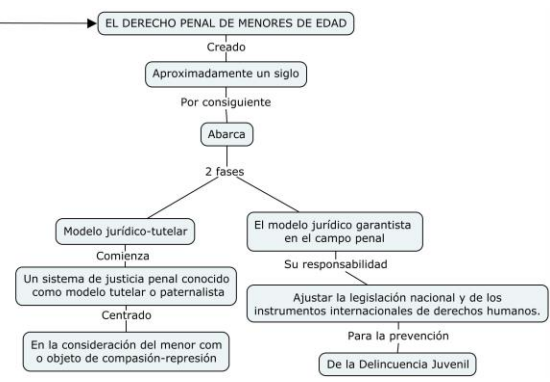 EL DERECHO PENAL DE MENORES DE EDAD
Creado
Aproximadamente un siglo
Por consiguiente
Abarca
2 fases
Modelo jurídico-tutelar
Comienza
Un sistema de justicia penal conocido
como modelo tutelar o paternalista
Centrado
En la consideración del menor com
o objeto de compasión-represión
El modelo jurídico garantista
en el campo penal
Su responsabilidad
Ajustar la legislación nacional y de los
instrumentos internacionales de derechos humanos.
Para la prevención
De la Delincuencia Juvenil